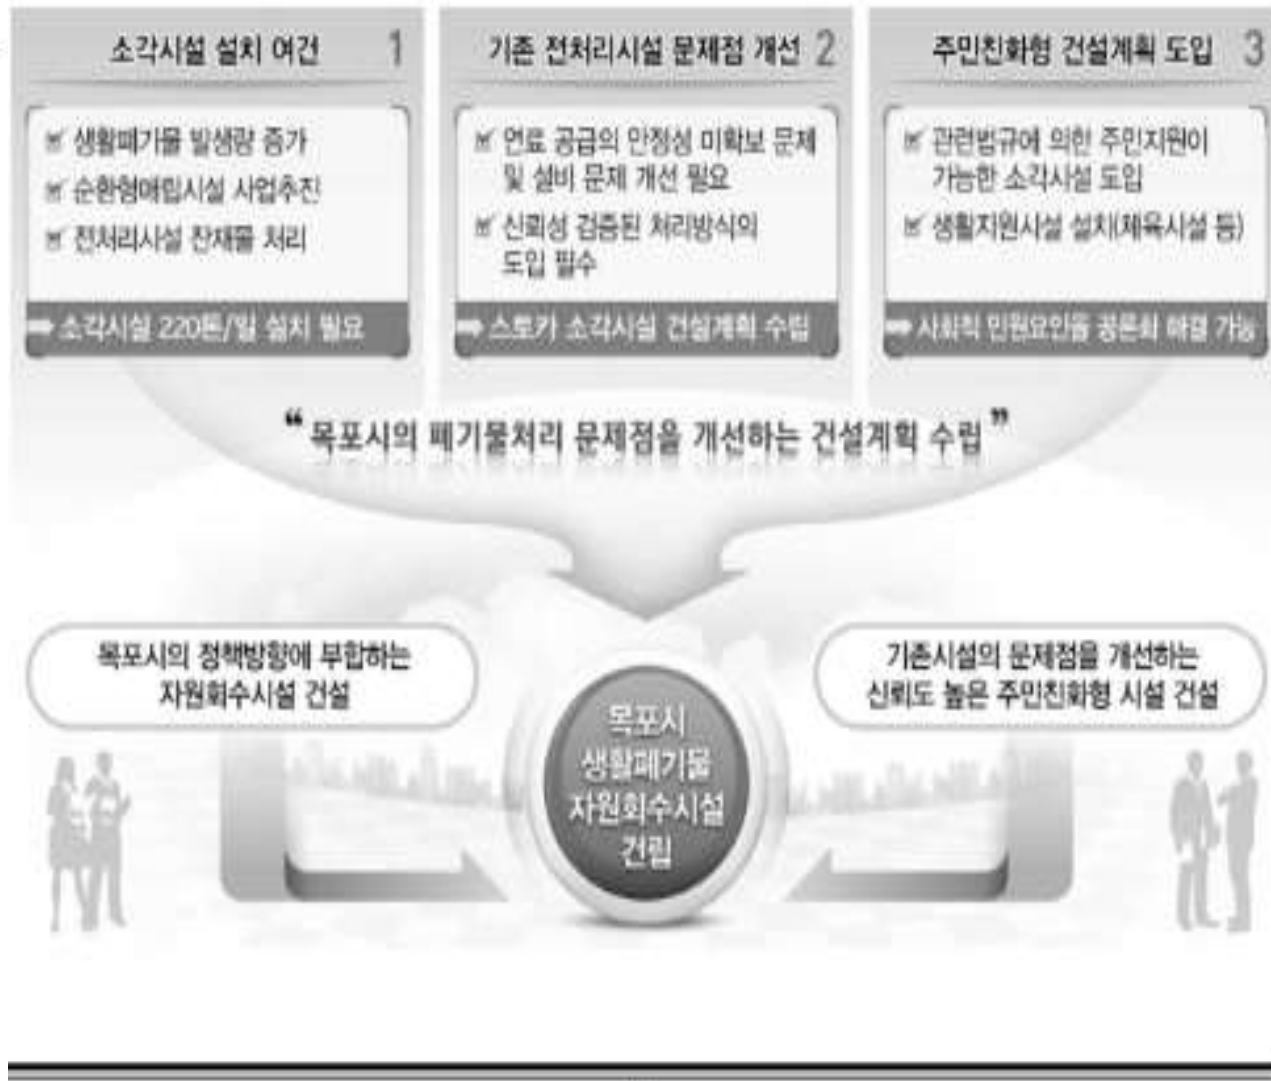 소각시설 설치 여건 1
생활폐기물 발생량 증가
순환형매립시설 사업추진
전처리시설 잔재물 처리
소각시설 220톤/일 설치 필요
기존 전처리시설 문제점 개선 2
연료 공급의 안정성 미확보 문제
및 설비 문제 개선 필요
신뢰성 검증된 처리방식의
도입 필수
스토카 소각시설 건설계획 수립
주민친화형 건설계획 도입 3
관련법규에 의한 주민지원이
가능한 소각시설 도입
생활지원시설 설치(체육시설 등)
사회적 민원요인을 공론화 해결 가능
“목포시의 폐기물처리 문제점을 개선하는 건설계획 수립”
목포시의 정책방향에 부합하는
자원회수시설 건설
기존시설의 문제점을 개선하는
신뢰도 높은 주민친화형 시설 건설
목포시
생활폐기물
자원회수시설
건립